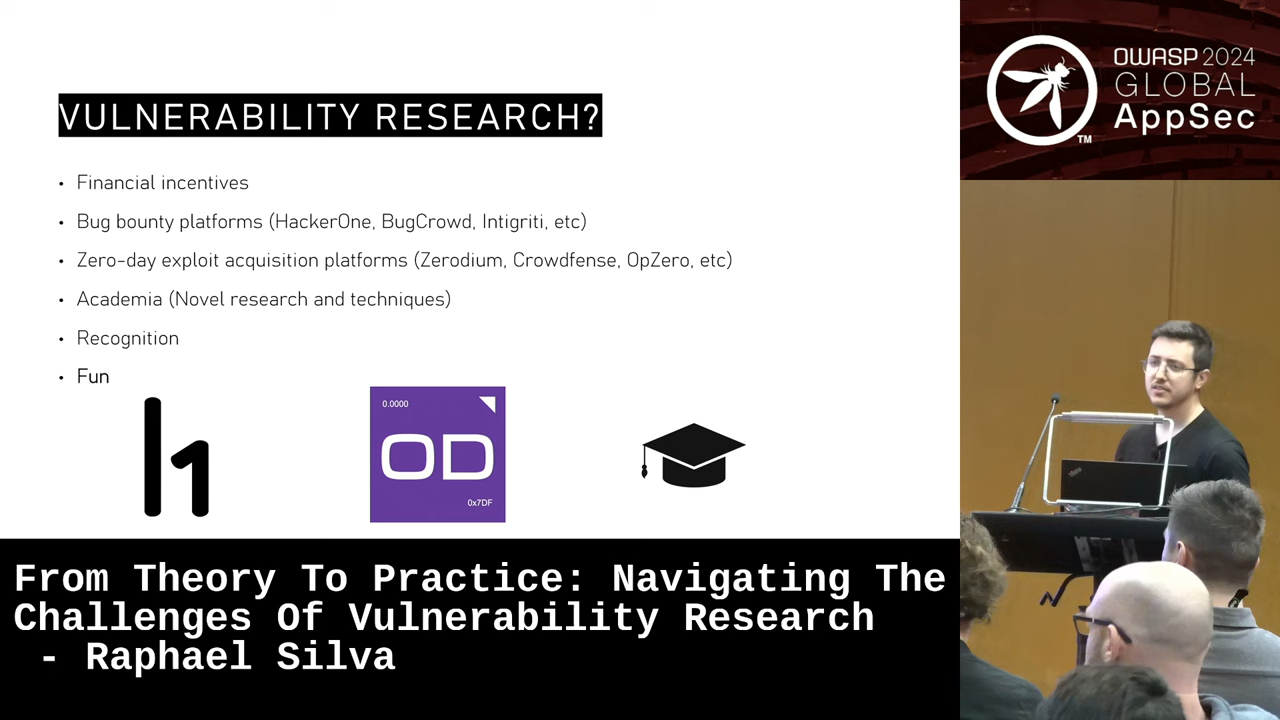 VULNERABILITY RESEARCH?
• Financial incentives
• Bug bounty platforms (HackerOne, BugCrowd, Intigriti, etc)
• Zero-day exploit acquisition platforms (Zerodium, Crowdfense, OpZero, etc)
• Academia (Novel research and techniques)
• Recognition
• Fun
h1
0.0000
OD
0x7DF
OWASP 2024
GLOBAL
AppSec
TM
From Theory To Practice: Navigating The
Challenges Of Vulnerability Research
- Raphael Silva